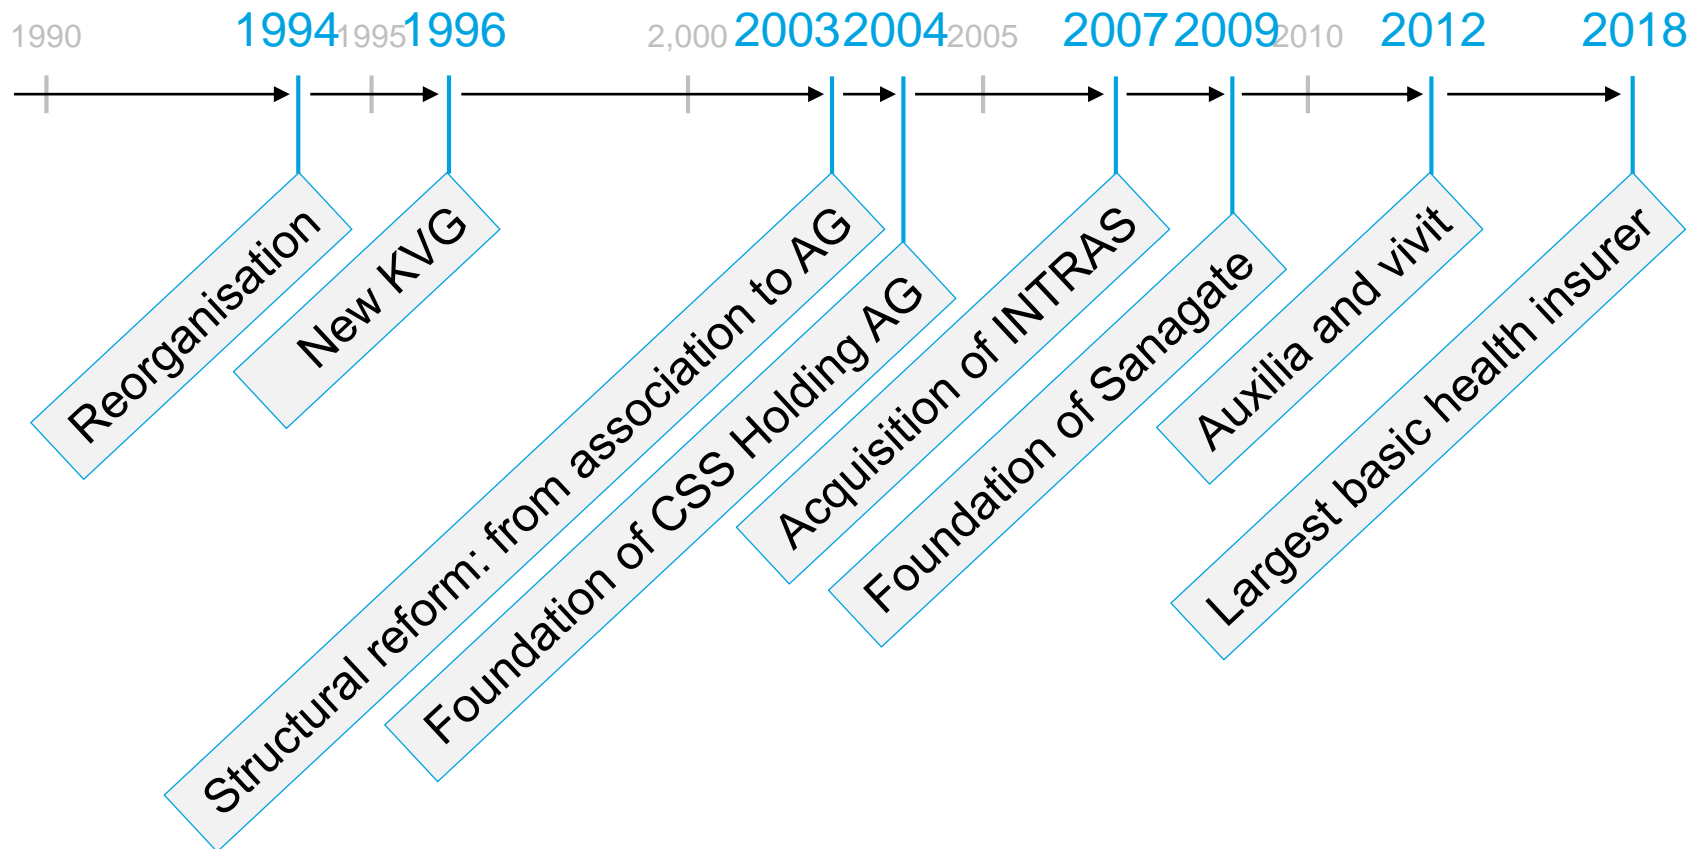 1990
1994
1995
1996
2,000
2003
2004
2005
2007
2009
2010
2012
2018
Reorganisation
New KVG
Structural reform: from association to AG
Foundation of CSS Holding AG
Acquisition of INTRAS
Foundation of Sanagate
Auxilia and vivit
Largest basic health insurer